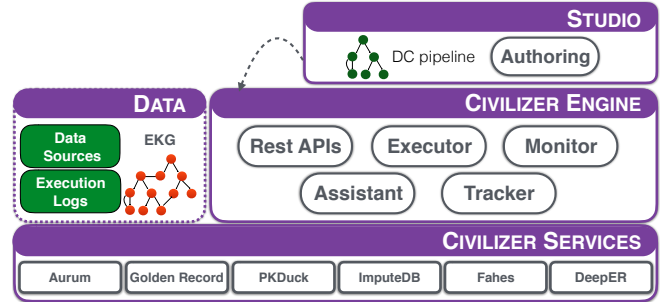 STUDIO
DC pipeline
Authoring
DATA
Data
Sources
EKG
Execution
Logs
CIVILIZER ENGINE
Rest APIs
Executor
Monitor
Assistant
Tracker
CIVILIZER SERVICES
Aurum
Golden Record
PKDuck
ImputeDB
Fahes
DeepER